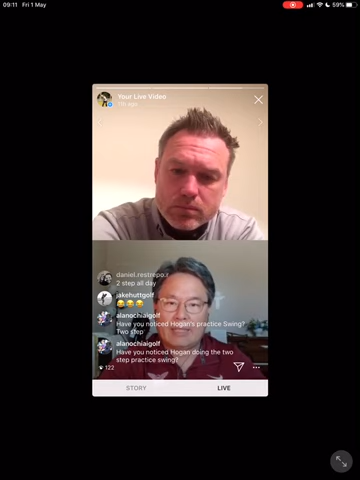 09:11 Fri 1 May
59%
Your Live Video
11h ago
daniel.restrepo.r
2 step all day
jakehuttgolf
alanochiaigolf
Have you noticed Hogan's practice Swing?
Two step
alanochiaigolf
Have you noticed Hogan doing the two
step practice swing?
122
STORY LIVE